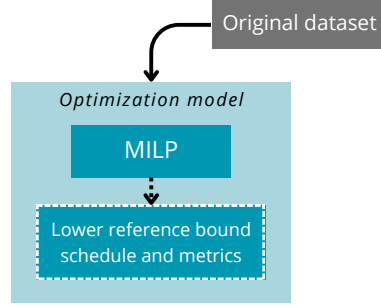 Original dataset
Optimization model
MILP
Lower reference bound
schedule and metrics